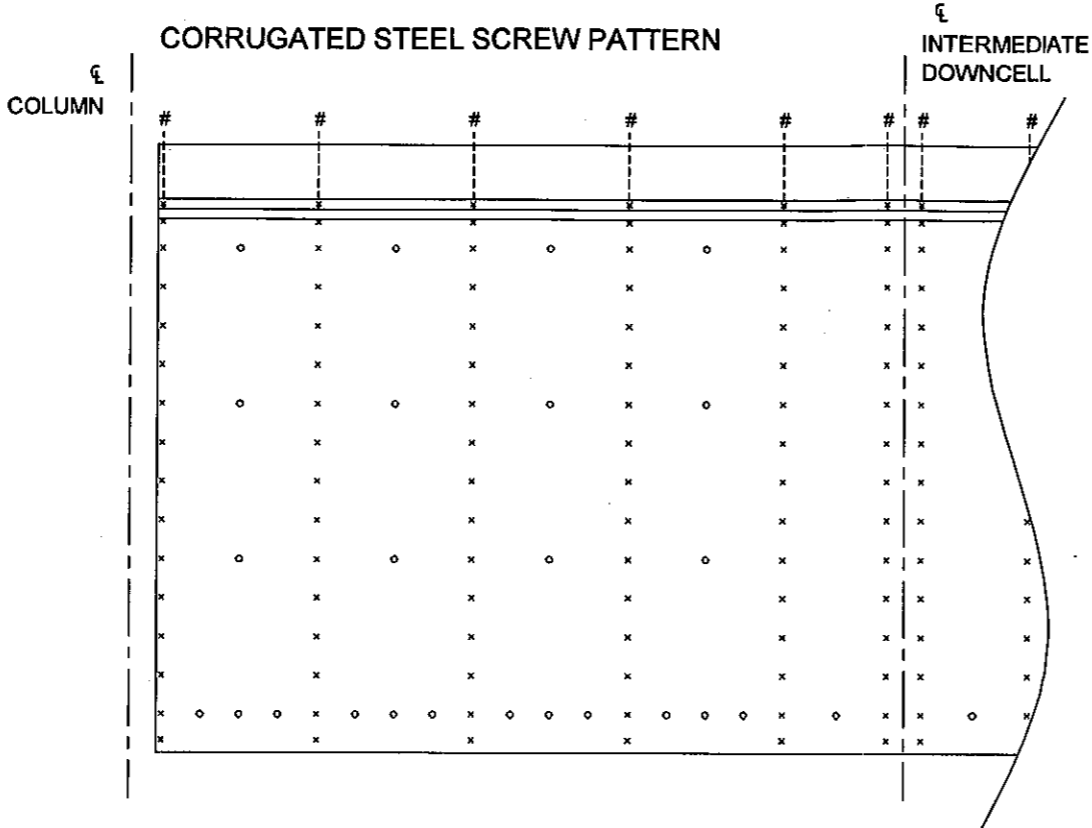 CORRUGATED STEEL SCREW PATTERN
℄
COLUMN
℄
INTERMEDIATE
DOWNCELL
# # # # # # # #